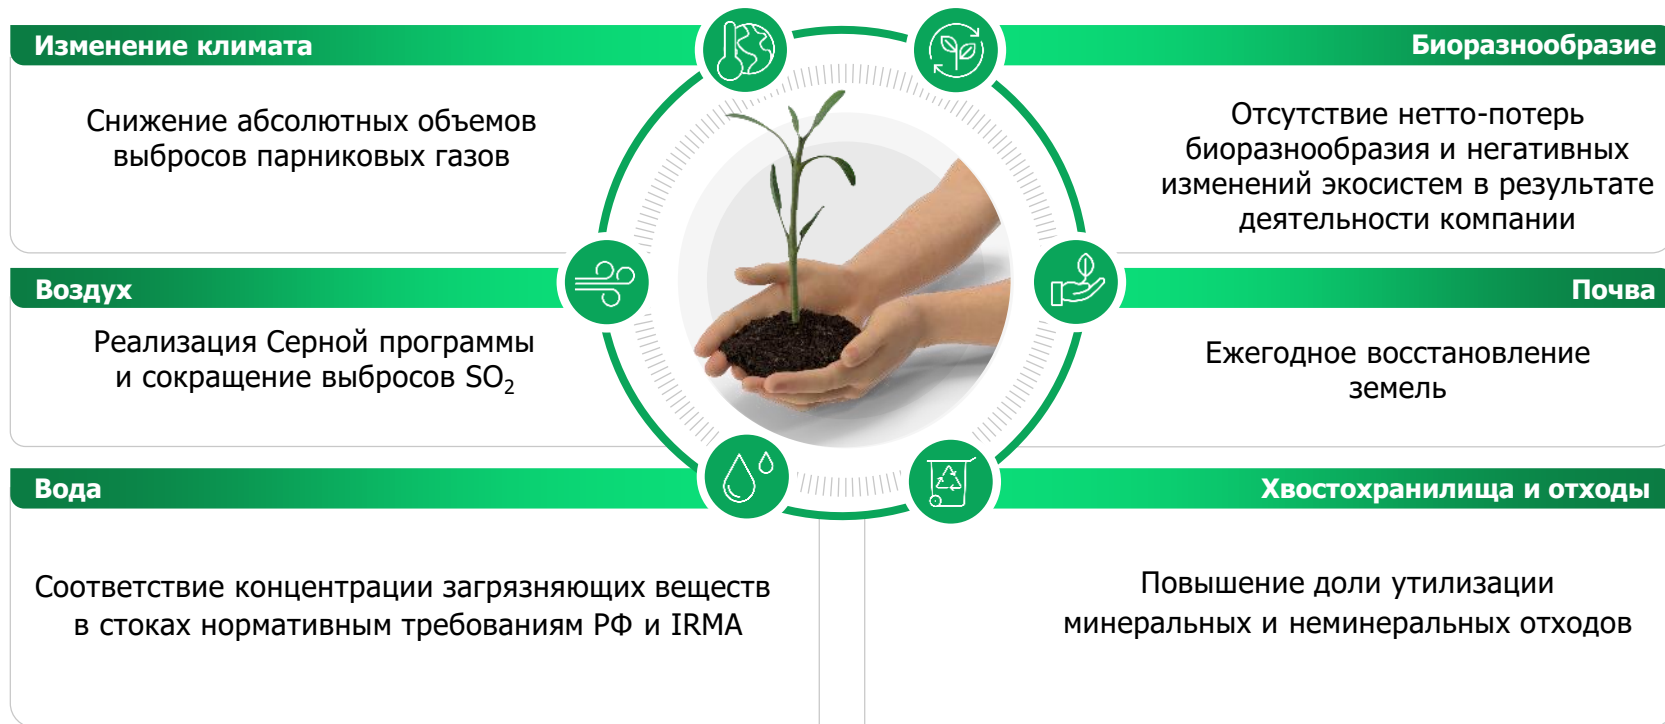 Изменение климата
Снижение абсолютных объемов
выбросов парниковых газов
Биоразнообразие
Отсутствие нетто-потерь
биоразнообразия и негативных
изменений экосистем в результате
деятельности компании
Воздух
Реализация Серной программы
и сокращение выбросов SO₂
Почва
Ежегодное восстановление
земель
Вода
Соответствие концентрации загрязняющих веществ
в стоках нормативным требованиям РФ и IRMA
Хвостохранилища и отходы
Повышение доли утилизации
минеральных и неминеральных отходов